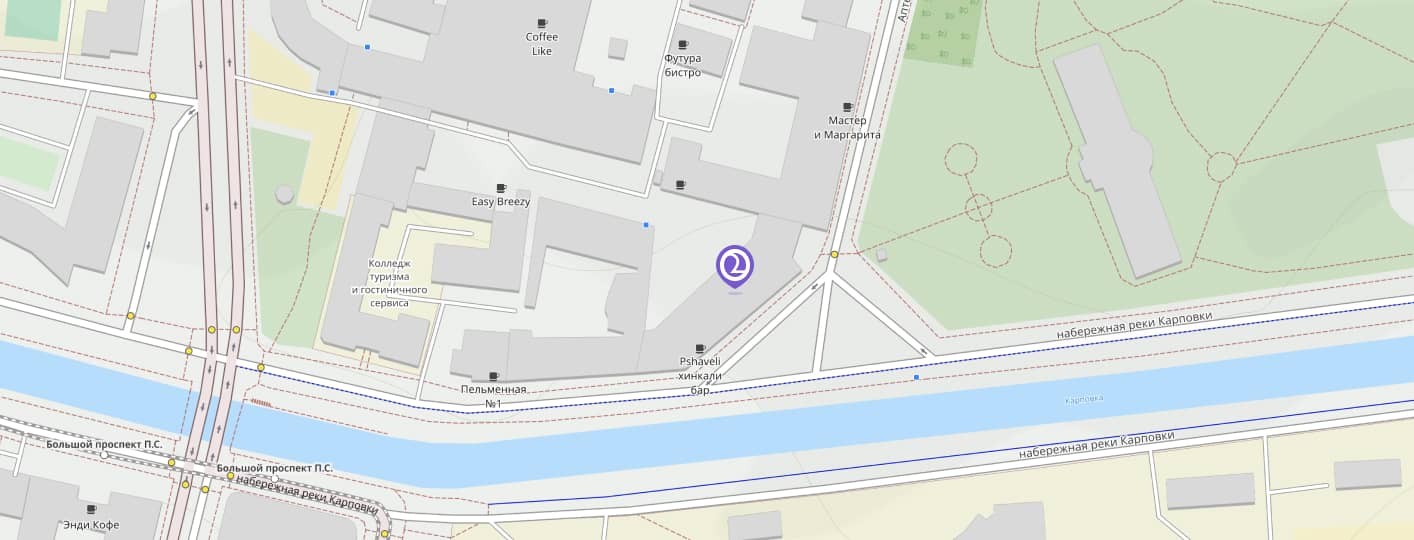 Coffee
Like
Футура
бистро
Мастер
и Маргарита
Easy Breezy
Колледж
туризма
и гостиничного
сервиса
2
набережная реки Карповки
Pshaveli
хинкали
бар
Пельменная
№1
Карповка
набережная реки Карповки
Большой проспект П.С.
Большой проспект П.С.
набережная реки Карповки
Энди Кофе